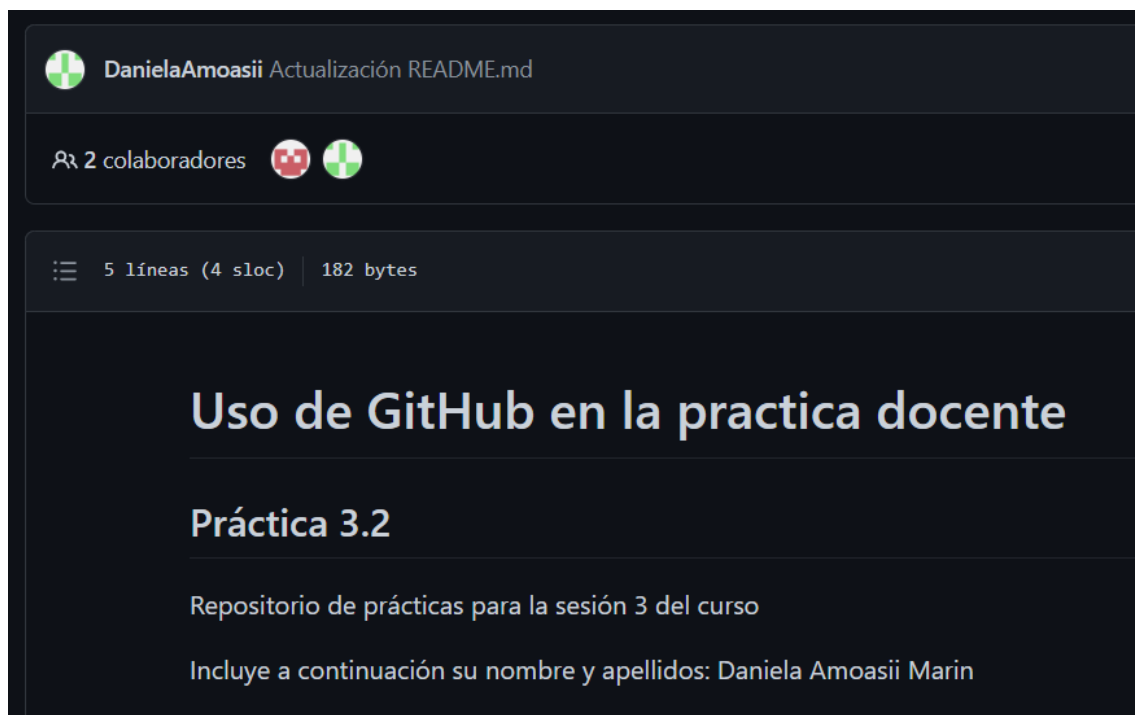 DanielaAmoasii Actualización README.md
2 colaboradores
5 líneas (4 sloc) 182 bytes
Uso de GitHub en la practica docente
Práctica 3.2
Repositorio de prácticas para la sesión 3 del curso
Incluye a continuación su nombre y apellidos: Daniela Amoasii Marin